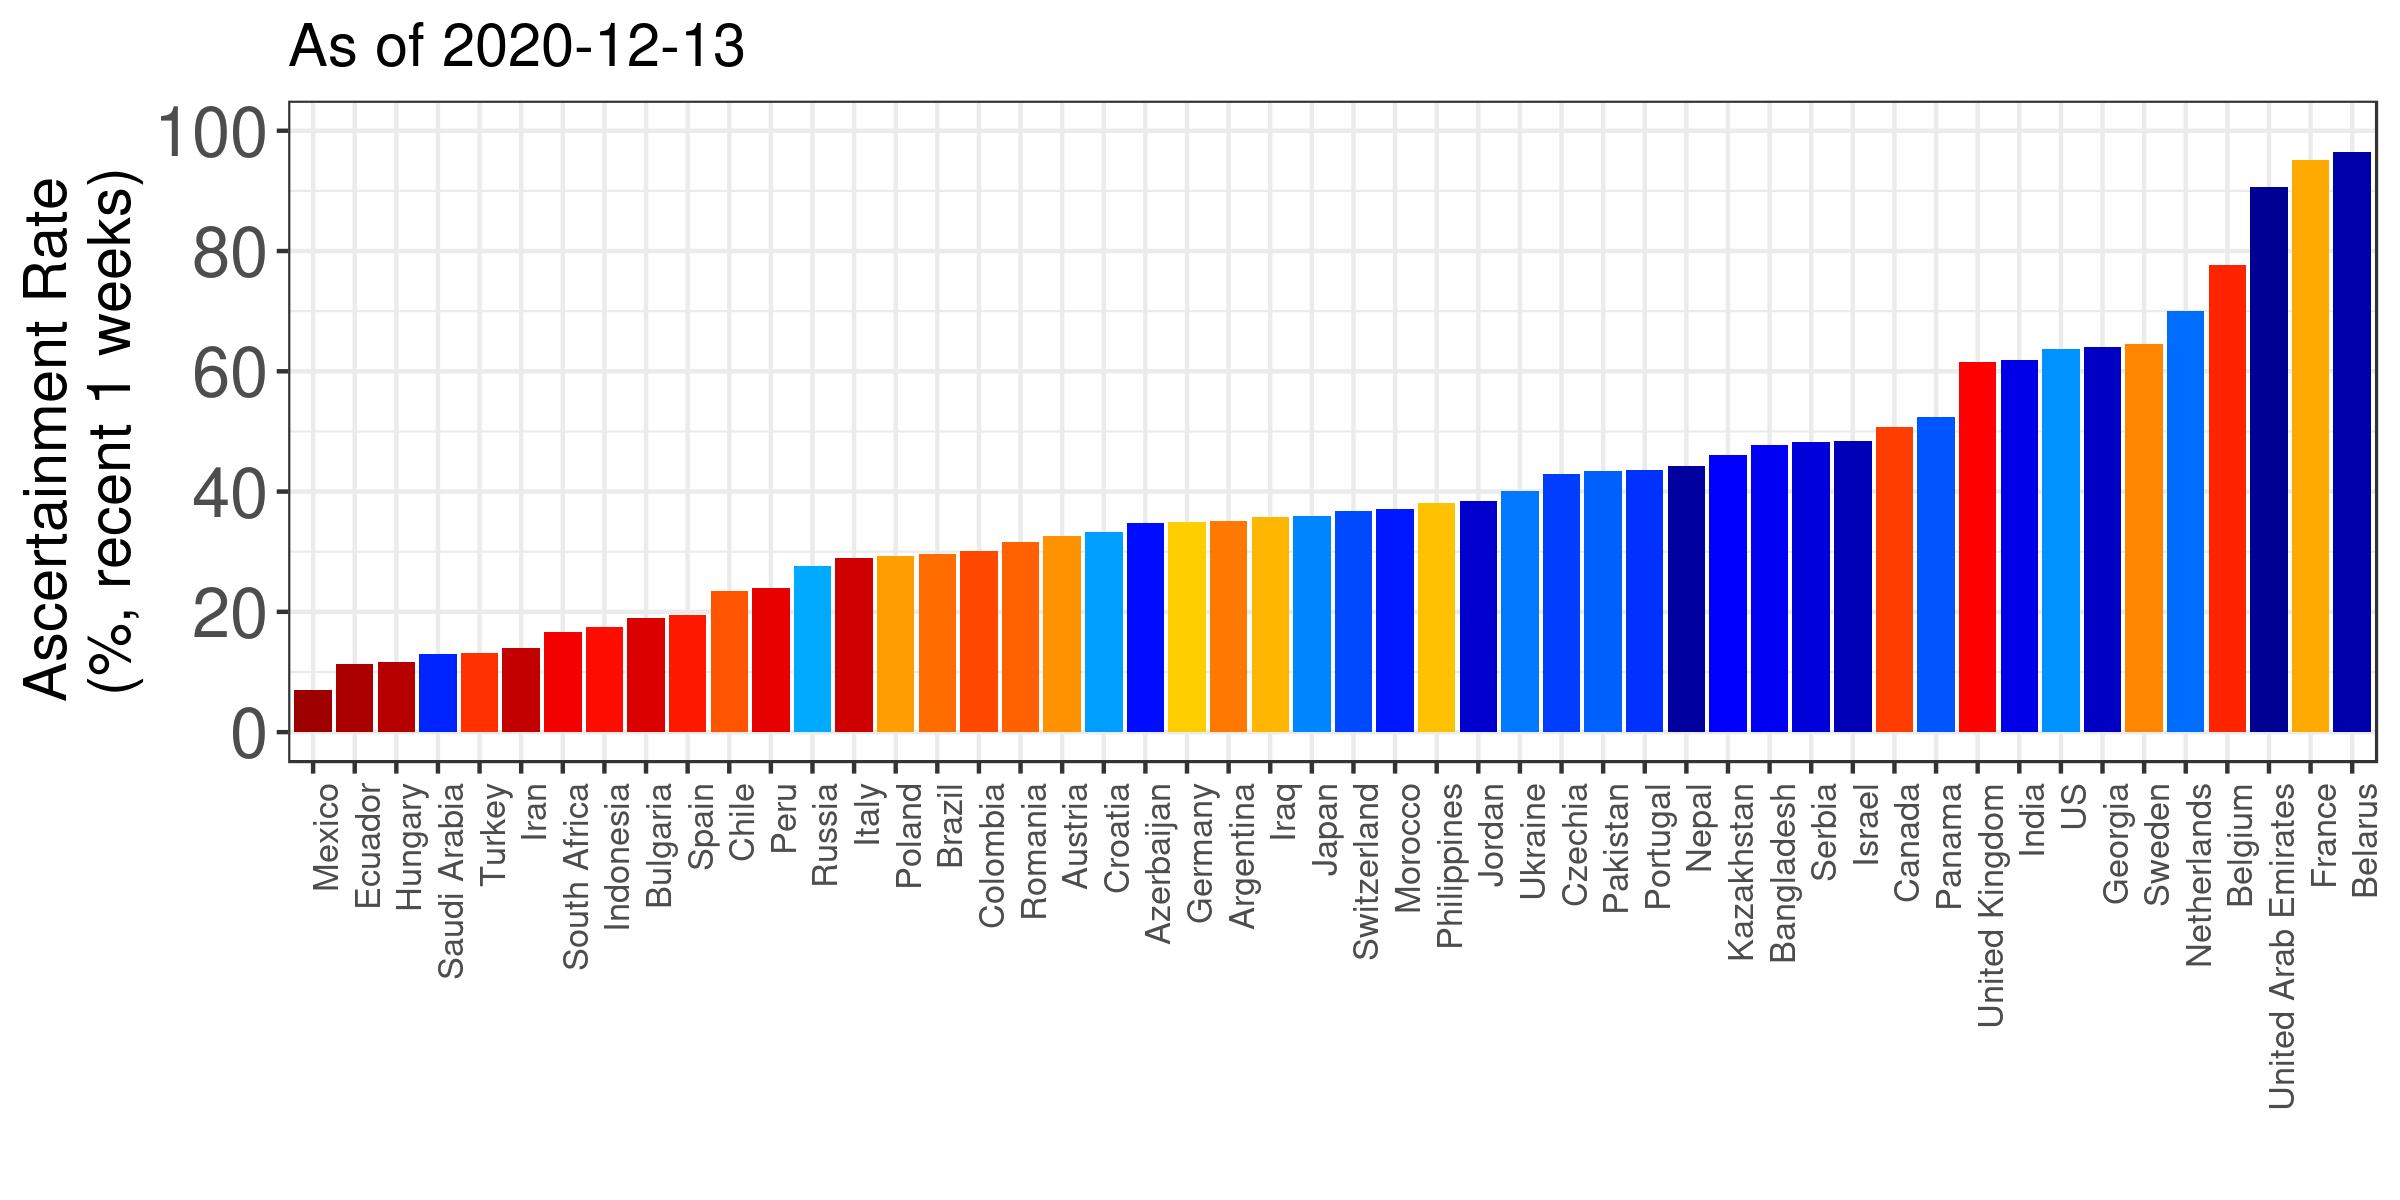 As of 2020-12-13
Ascertainment Rate
(%, recent 1 weeks)
100
80
60
40
20
0
Mexico
Ecuador
Hungary
Saudi Arabia
Turkey
Iran
South Africa
Indonesia
Bulgaria
Spain
Chile
Peru
Russia
Italy
Poland
Brazil
Colombia
Romania
Austria
Croatia
Azerbaijan
Germany
Argentina
Iraq
Japan
Switzerland
Morocco
Philippines
Jordan
Ukraine
Czechia
Pakistan
Portugal
Nepal
Kazakhstan
Bangladesh
Serbia
Israel
Canada
Panama
United Kingdom
India
US
Georgia
Sweden
Netherlands
Belgium
United Arab Emirates
France
Belarus